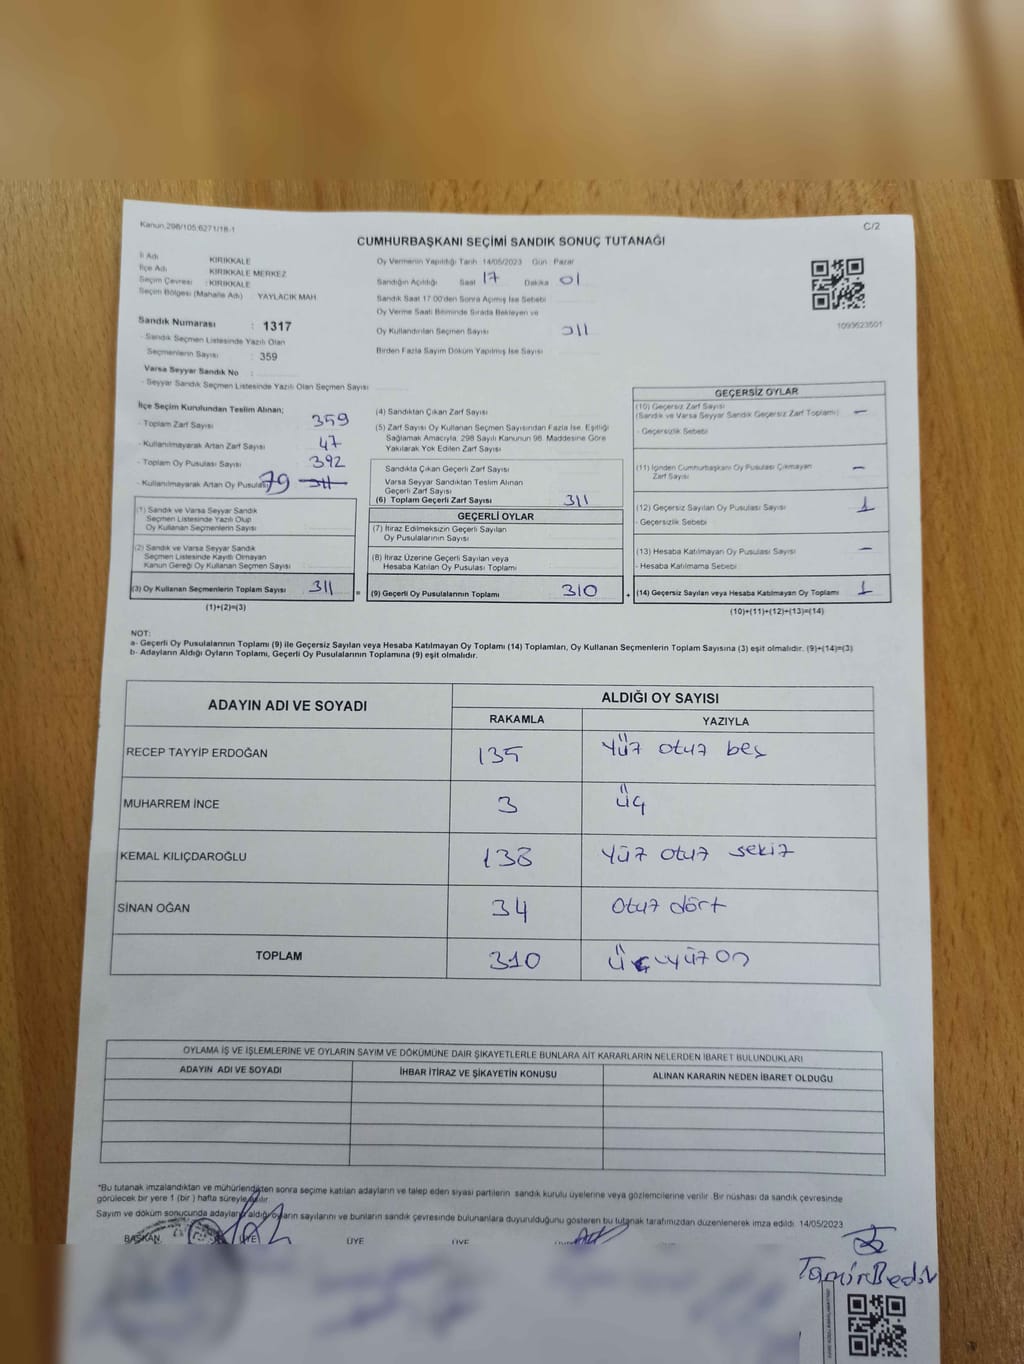 Kanun.298/105;6271/18-1
C/2
CUMHURBAŞKANI SEÇİMİ SANDIK SONUÇ TUTANAĞI
İl Adı KIRIKKALE
İlçe Adı KIRIKKALE MERKEZ
Seçim Çevresi : KIRIKKALE
Seçim Bölgesi (Mahalle Adı) YAYLACIK MAH.
Sandık Numarası : 1317
- Sandık Seçmen Listesinde Yazılı Olan
Seçmenlerin Sayısı : 359
Varsa Seyyar Sandık No :
- Seyyar Sandık Seçmen Listesinde Yazılı Olan Seçmen Sayısı
Oy Vermenin Yapıldığı Tarih 14/05/2023 Gün Pazar
Sandığın Açıldığı Saat 17 Dakika 01
Sandık Saat 17:00'den Sonra Açılmış İse Sebebi
Oy Verme Saati Bitiminde Sırada Bekleyen ve
Oy Kullandırılan Seçmen Sayısı 311
Birden Fazla Sayım Döküm Yapılmış İse Sayısı
1093623501
İlçe Seçim Kurulundan Teslim Alınan;
- Toplam Zarf Sayısı 359
- Kullanılmayarak Artan Zarf Sayısı 47
- Toplam Oy Pusulası Sayısı 392
- Kullanılmayarak Artan Oy Pusulası 79 311
(1) Sandık ve Varsa Seyyar Sandık
Seçmen Listesinde Yazılı Olup
Oy Kullanan Seçmenlerin Sayısı
(2) Sandık ve Varsa Seyyar Sandık
Seçmen Listesinde Kayıtlı Olmayan
Kanun Gereği Oy Kullanan Seçmen Sayısı
(3) Oy Kullanan Seçmenlerin Toplam Sayısı 311 =
(1)+(2)=(3)
(4) Sandıktan Çıkan Zarf Sayısı
(5) Zarf Sayısı Oy Kullanan Seçmen Sayısından Fazla İse, Eşitliği
Sağlamak Amacıyla, 298 Sayılı Kanunun 98. Maddesine Göre
Yakılarak Yok Edilen Zarf Sayısı
Sandıkta Çıkan Geçerli Zarf Sayısı
Varsa Seyyar Sandıktan Teslim Alınan
Geçerli Zarf Sayısı
(6) Toplam Geçerli Zarf Sayısı 311
GEÇERLİ OYLAR
(7) İtiraz Edilmeksizin Geçerli Sayılan
Oy Pusulalarının Sayısı
(8) İtiraz Üzerine Geçerli Sayılan veya
Hesaba Katılan Oy Pusulası Toplamı
(9) Geçerli Oy Pusulalarının Toplamı 310 +
GEÇERSİZ OYLAR
(10) Geçersiz Zarf Sayısı
(Sandık ve Varsa Seyyar Sandık Geçersiz Zarf Toplamı) –
- Geçersizlik Sebebi
(11) İçinden Cumhurbaşkanı Oy Pusulası Çıkmayan
Zarf Sayısı –
(12) Geçersiz Sayılan Oy Pusulası Sayısı 1
- Geçersizlik Sebebi
(13) Hesaba Katılmayan Oy Pusulası Sayısı –
- Hesaba Katılmama Sebebi
(14) Geçersiz Sayılan veya Hesaba Katılmayan Oy Toplamı 1
(10)+(11)+(12)+(13)=(14)
NOT:
a- Geçerli Oy Pusulalarının Toplamı (9) ile Geçersiz Sayılan veya Hesaba Katılmayan Oy Toplamı (14) Toplamları, Oy Kullanan Seçmenlerin Toplam Sayısına (3) eşit olmalıdır. (9)+(14)=(3)
b- Adayların Aldığı Oyların Toplamı, Geçerli Oy Pusulalarının Toplamına (9) eşit olmalıdır.
ADAYIN ADI VE SOYADI
ALDIĞI OY SAYISI
RAKAMLA YAZIYLA
RECEP TAYYİP ERDOĞAN 135 yüz otuz beş
MUHARREM İNCE 3 üç
KEMAL KILIÇDAROĞLU 138 yüz otuz sekiz
SİNAN OĞAN 34 otuz dört
TOPLAM 310 üçyüz on
OYLAMA İŞ VE İŞLEMLERİNE VE OYLARIN SAYIM VE DÖKÜMÜNE DAİR ŞİKAYETLERLE BUNLARA AİT KARARLARIN NELERDEN İBARET BULUNDUKLARI
ADAYIN ADI VE SOYADI İHBAR İTİRAZ VE ŞİKAYETİN KONUSU ALINAN KARARIN NEDEN İBARET OLDUĞU
*Bu tutanak imzalandıktan ve mühürlendikten sonra seçime katılan adayların ve talep eden siyasi partilerin sandık kurulu üyelerine veya gözlemcilerine verilir. Bir nüshası da sandık çevresinde
görülecek bir yere 1 (bir) hafta süreyle asılır.
Sayım ve döküm sonucunda adayların aldığı oyların sayılarını ve bunların sandık çevresinde bulunanlara duyurulduğunu gösteren bu tutanak tarafımızdan düzenlenerek imza edildi. 14/05/2023
BAŞKAN ÜYE ÜYE ÜYE